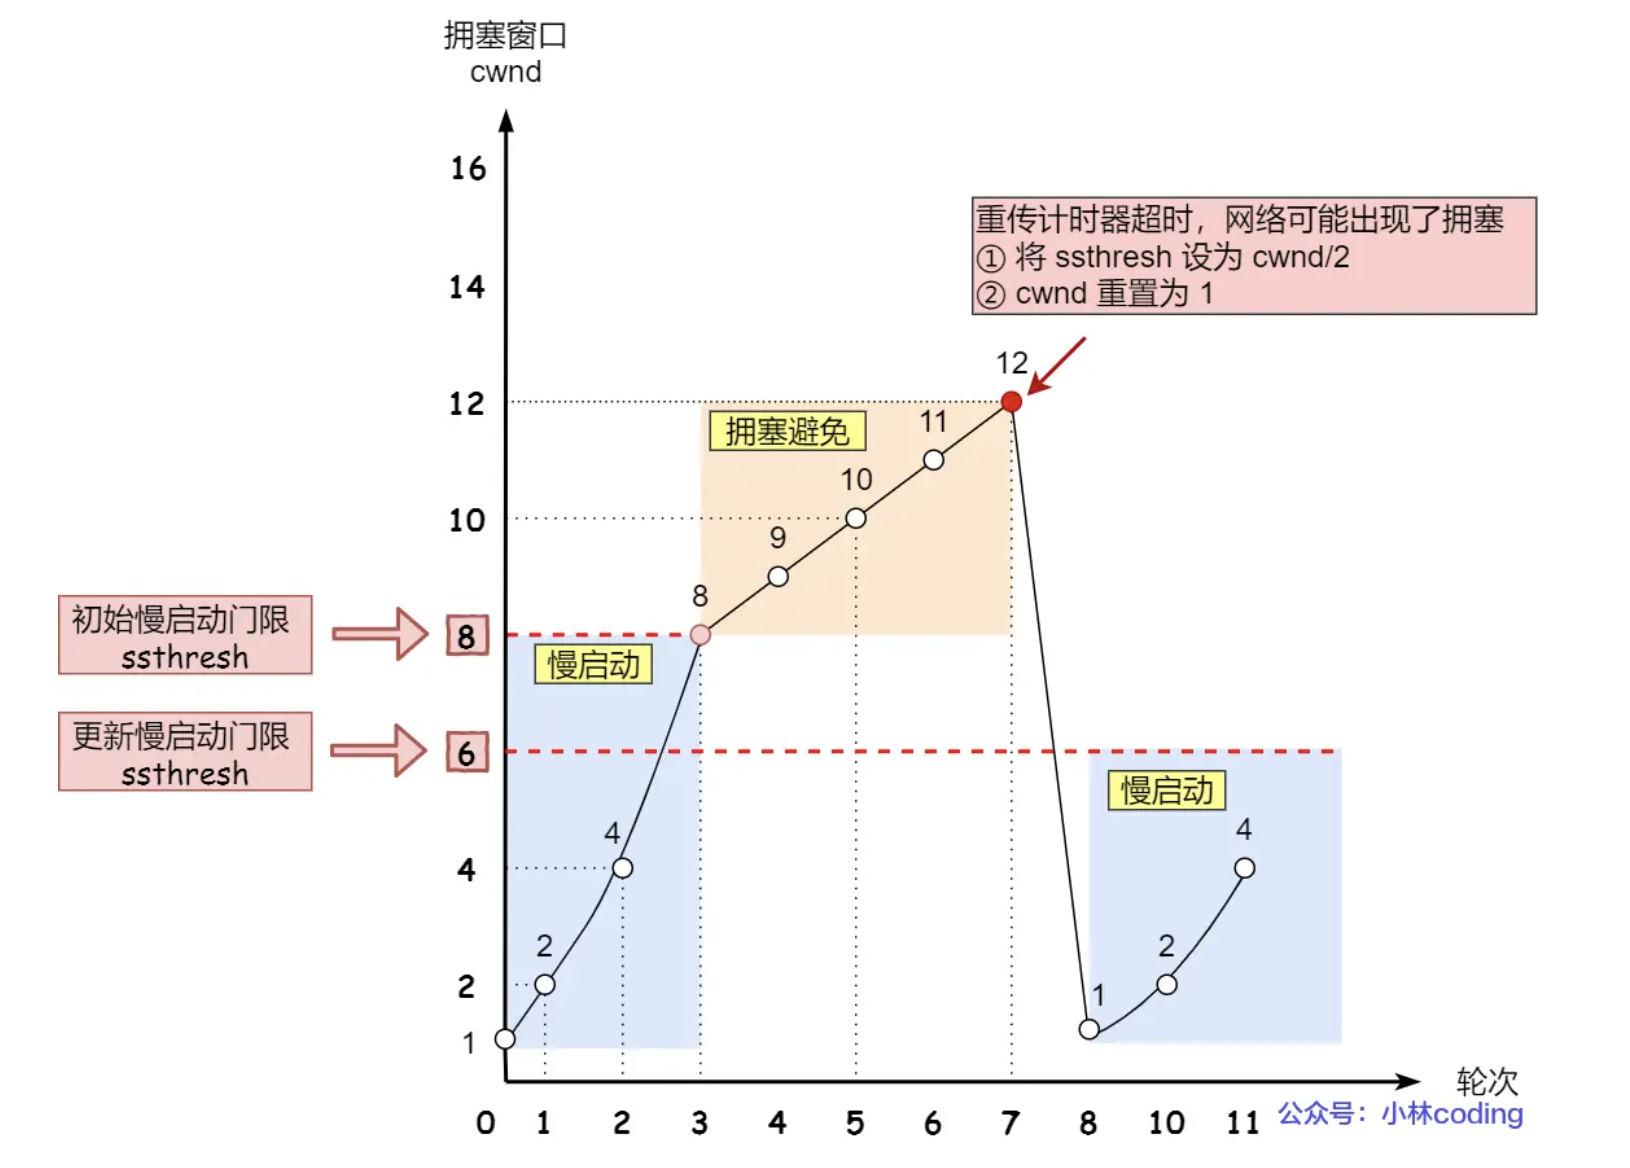 拥塞窗口
cwnd
16
14
12
10
8
6
4
2
1
重传计时器超时，网络可能出现了拥塞
① 将 ssthresh 设为 cwnd/2
② cwnd 重置为 1
12
拥塞避免
11
10
9
8
初始慢启动门限
ssthresh
慢启动
更新慢启动门限
ssthresh
慢启动
4
4
2
2
1
轮次
0 1 2 3 4 5 6 7 8 10 11
公众号：小林coding